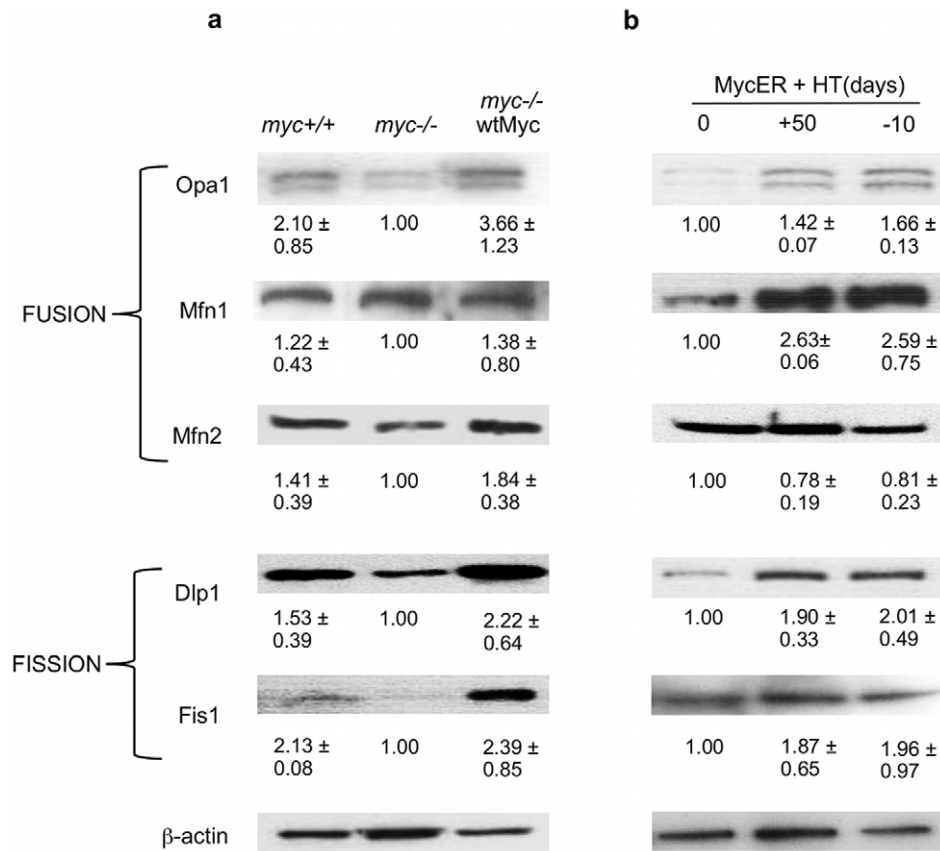 a
b
myc+/+ myc-/- myc-/- wtMyc
MycER + HT(days)
0 +50 -10
FUSION
Opa1
2.10 ± 0.85 1.00 3.66 ± 1.23
1.00 1.42 ± 0.07 1.66 ± 0.13
Mfn1
1.22 ± 0.43 1.00 1.38 ± 0.80
1.00 2.63± 0.06 2.59 ± 0.75
Mfn2
1.41 ± 0.39 1.00 1.84 ± 0.38
1.00 0.78 ± 0.19 0.81 ± 0.23
FISSION
Dlp1
1.53 ± 0.39 1.00 2.22 ± 0.64
1.00 1.90 ± 0.33 2.01 ± 0.49
Fis1
2.13 ± 0.08 1.00 2.39 ± 0.85
1.00 1.87 ± 0.65 1.96 ± 0.97
β-actin